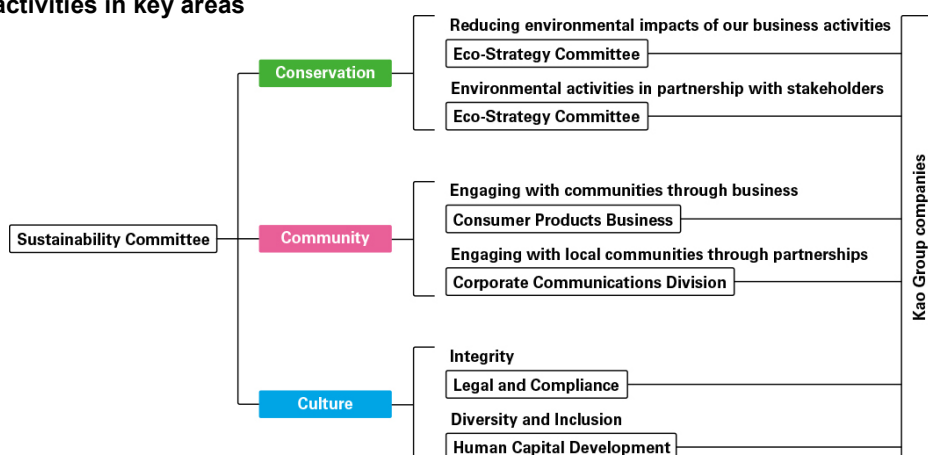 activities in key areas
Reducing environmental impacts of our business activities
Eco-Strategy Committee
Conservation
Environmental activities in partnership with stakeholders
Eco-Strategy Committee
Engaging with communities through business
Consumer Products Business
Sustainability Committee
Community
Engaging with local communities through partnerships
Corporate Communications Division
Integrity
Legal and Compliance
Culture
Diversity and Inclusion
Human Capital Development
Kao Group companies